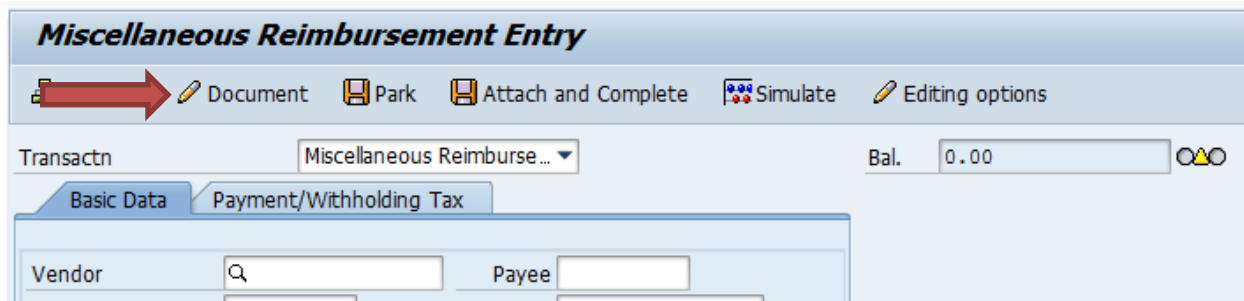 Miscellaneous Reimbursement Entry
Document Park Attach and Complete Simulate Editing options
Transactn Miscellaneous Reimburse... Bal. 0.00
Basic Data Payment/Withholding Tax
Vendor Payee